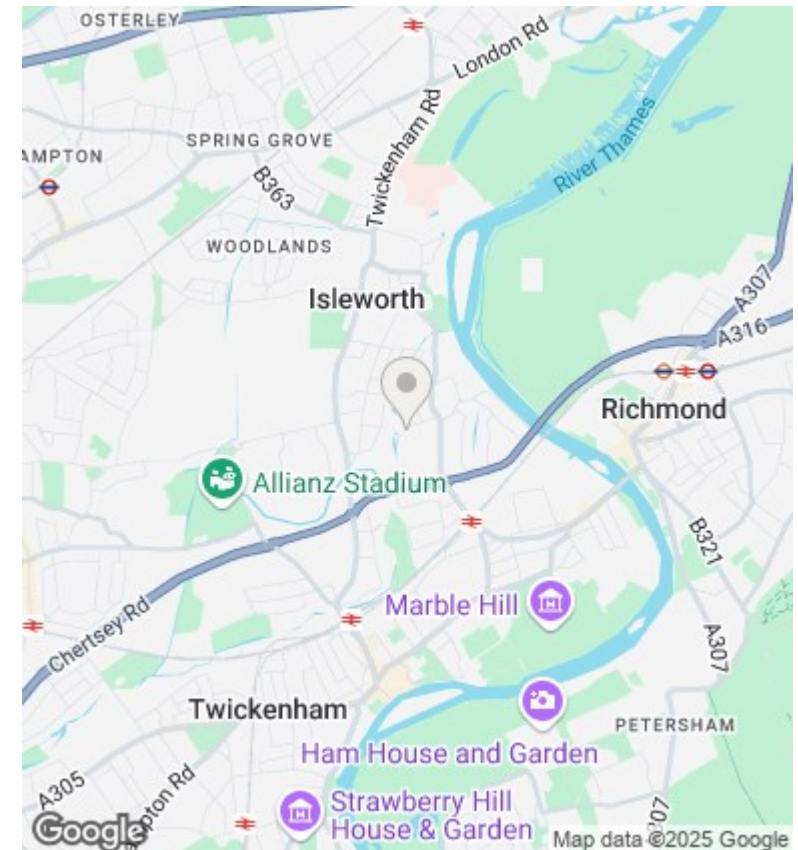 OSTERLEY
London Rd
Twickenham Rd
River Thames
SPRING GROVE
AMPTON
B363
WOODLANDS
Isleworth
A307
A316
Richmond
Allianz Stadium
B321
Marble Hill
Chertsey Rd
A307
Twickenham
PETERSHAM
Ham House and Garden
A305
ampton Rd
Strawberry Hill
House & Garden
307
Google
Map data ©2025 Google